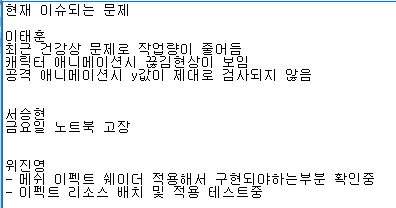 현재 이슈되는 문제
이태훈
최근 건강상 문제로 작업량이 줄어듬
캐릭터 애니메이션시 끊김현상이 보임
공격 애니메이션시 y값이 제대로 검사되지 않음
서승현
금요일 노트북 고장
위진영
- 메쉬 이펙트 쉐이더 적용해서 구현되야하는부분 확인중
- 이펙트 리소스 배치 및 적용 테스트중